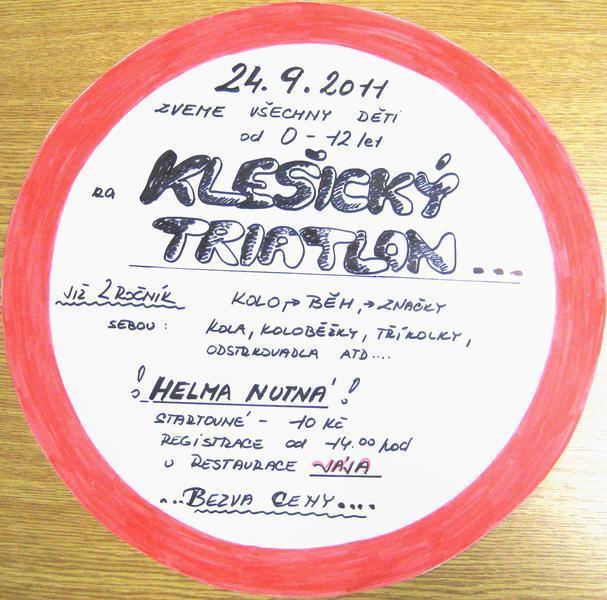 24.9.2011
ZVEME VŠECHNY DĚTI
od 0-12 let
na KLEŠICKÝ
TRIATLON...
JIŽ 2 ROČNÍK KOLO → BĚH, → ZNAČKY
SEBOU: KOLA, KOLOBĚŽKY, TŘÍKOLKY,
ODSTRKOVADLA ATD....
! HELMA NUTNÁ !
STARTOVNÉ - 10 KČ
REGISTRACE od 14.00 hod
U RESTAURACE JÁJA
...BEZVA CENY....